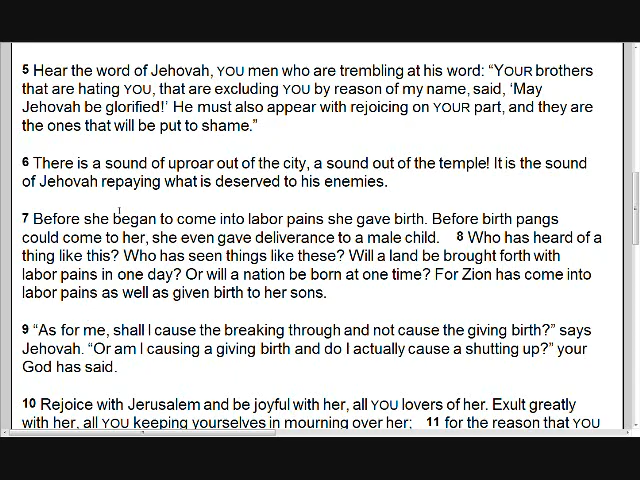 5 Hear the word of Jehovah, YOU men who are trembling at his word: “YOUR brothers
that are hating YOU, that are excluding YOU by reason of my name, said, ‘May
Jehovah be glorified!’ He must also appear with rejoicing on YOUR part, and they are
the ones that will be put to shame.”
6 There is a sound of uproar out of the city, a sound out of the temple! It is the sound
of Jehovah repaying what is deserved to his enemies.
7 Before she began to come into labor pains she gave birth. Before birth pangs
could come to her, she even gave deliverance to a male child. 8 Who has heard of a
thing like this? Who has seen things like these? Will a land be brought forth with
labor pains in one day? Or will a nation be born at one time? For Zion has come into
labor pains as well as given birth to her sons.
9 “As for me, shall I cause the breaking through and not cause the giving birth?” says
Jehovah. “Or am I causing a giving birth and do I actually cause a shutting up?” your
God has said.
10 Rejoice with Jerusalem and be joyful with her, all YOU lovers of her. Exult greatly
with her, all YOU keeping yourselves in mourning over her; 11 for the reason that YOU